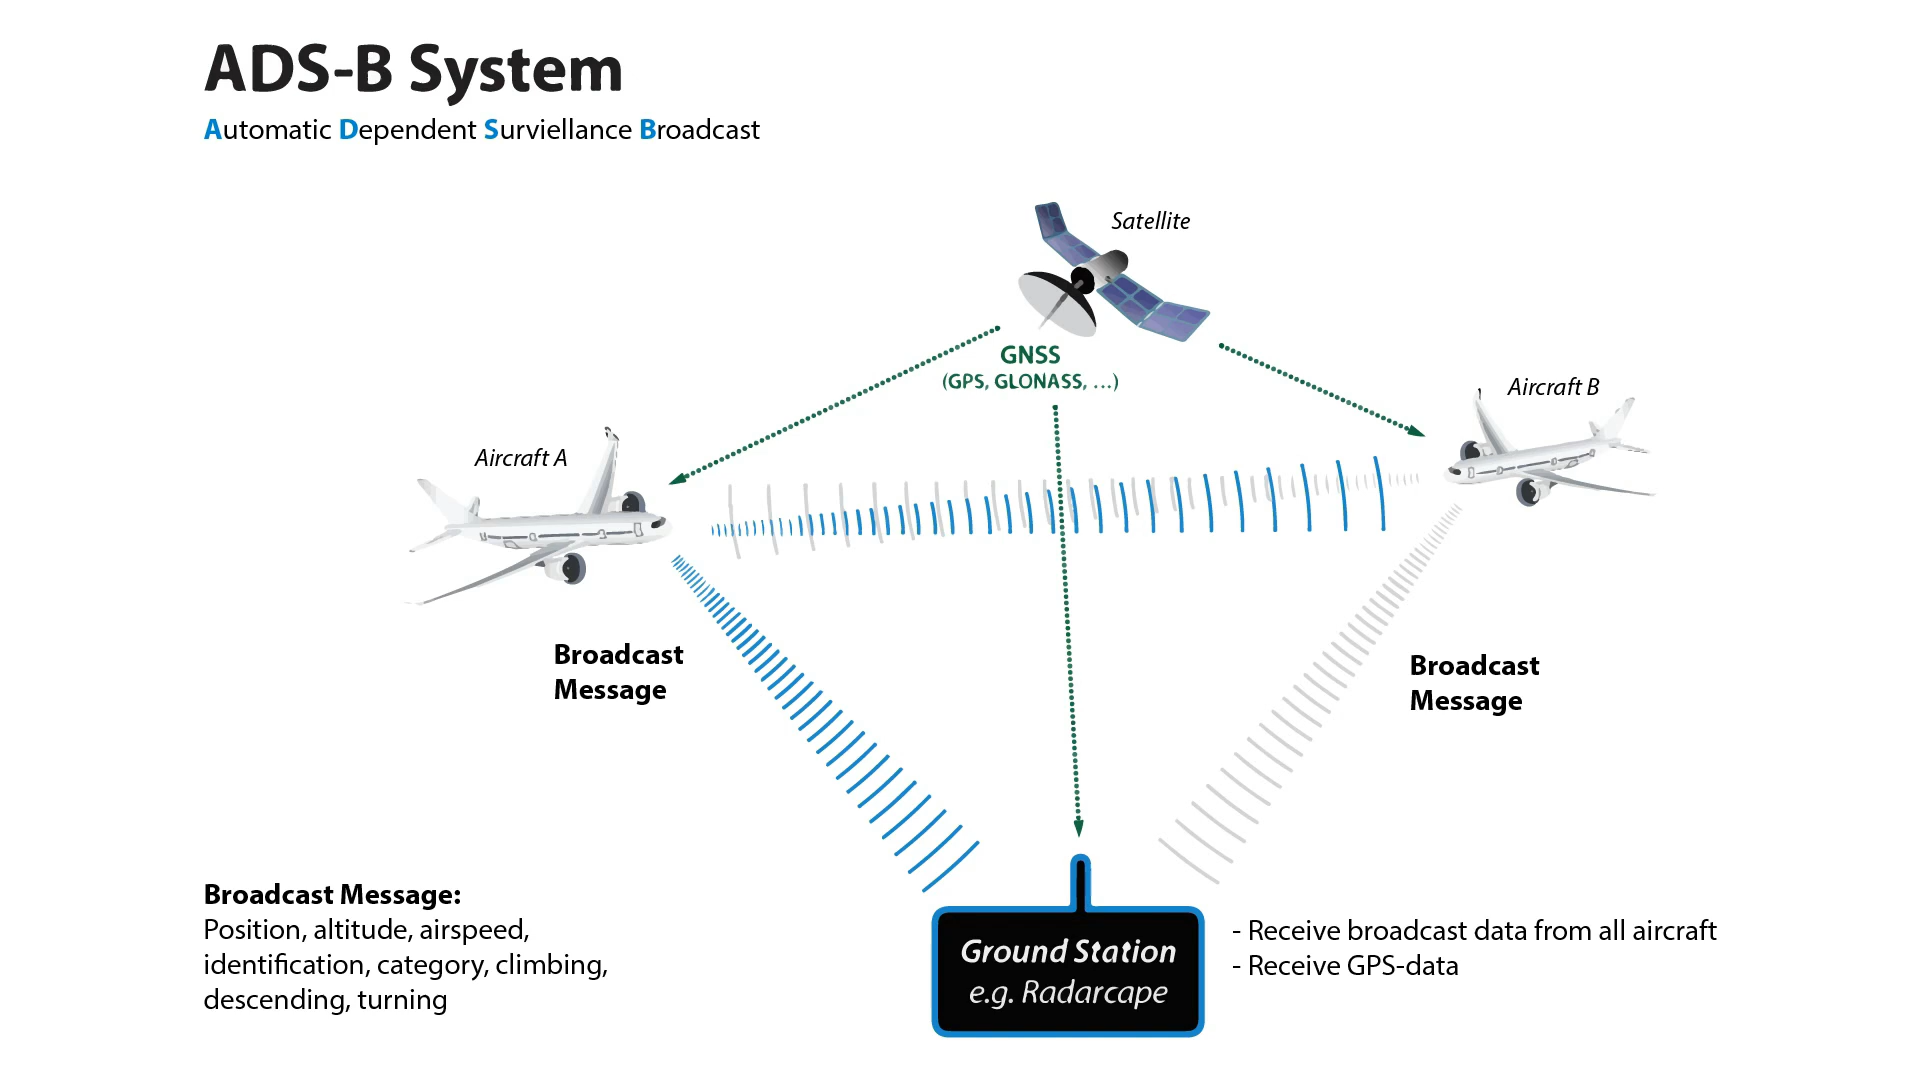 ADS-B System
Automatic Dependent Surviellance Broadcast
Satellite
GNSS
(GPS, GLONASS, ...)
Aircraft B
Aircraft A
Broadcast
Message
Broadcast
Message
Broadcast Message:
Position, altitude, airspeed,
identification, category, climbing,
descending, turning
Ground Station
e.g. Radarcape
- Receive broadcast data from all aircraft
- Receive GPS-data